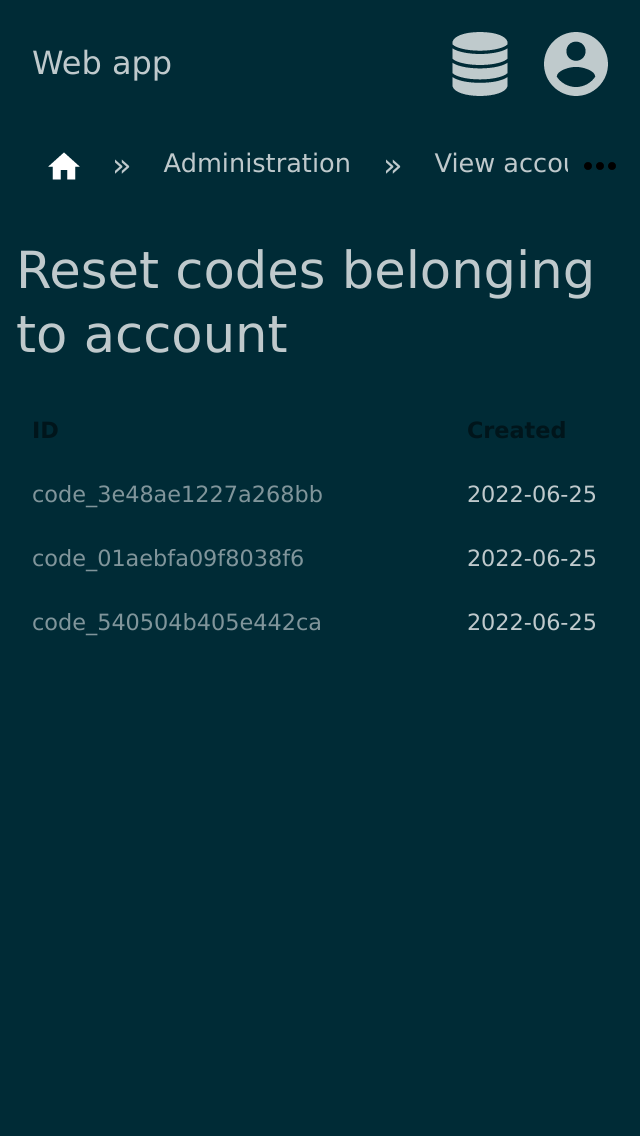 Web app
» Administration » View accou
Reset codes belonging
to account
ID Created
code_3e48ae1227a268bb 2022-06-25
code_01aebfa09f8038f6 2022-06-25
code_540504b405e442ca 2022-06-25